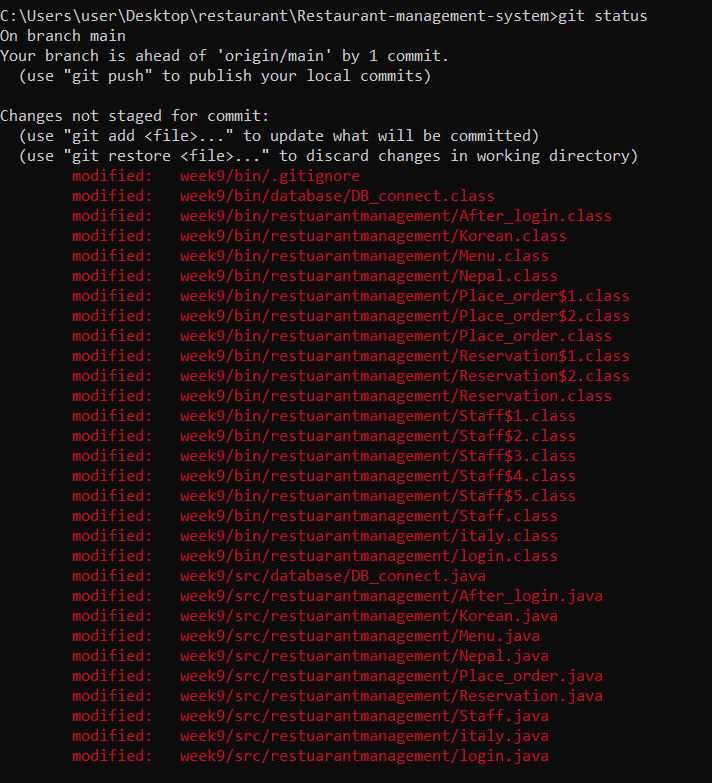 C:\Users\user\Desktop\restaurant\Restaurant-management-system>git status
On branch main
Your branch is ahead of 'origin/main' by 1 commit.
  (use "git push" to publish your local commits)

Changes not staged for commit:
  (use "git add <file>..." to update what will be committed)
  (use "git restore <file>..." to discard changes in working directory)
        modified:   week9/bin/.gitignore
        modified:   week9/bin/database/DB_connect.class
        modified:   week9/bin/restuarantmanagement/After_login.class
        modified:   week9/bin/restuarantmanagement/Korean.class
        modified:   week9/bin/restuarantmanagement/Menu.class
        modified:   week9/bin/restuarantmanagement/Nepal.class
        modified:   week9/bin/restuarantmanagement/Place_order$1.class
        modified:   week9/bin/restuarantmanagement/Place_order$2.class
        modified:   week9/bin/restuarantmanagement/Place_order.class
        modified:   week9/bin/restuarantmanagement/Reservation$1.class
        modified:   week9/bin/restuarantmanagement/Reservation$2.class
        modified:   week9/bin/restuarantmanagement/Reservation.class
        modified:   week9/bin/restuarantmanagement/Staff$1.class
        modified:   week9/bin/restuarantmanagement/Staff$2.class
        modified:   week9/bin/restuarantmanagement/Staff$3.class
        modified:   week9/bin/restuarantmanagement/Staff$4.class
        modified:   week9/bin/restuarantmanagement/Staff$5.class
        modified:   week9/bin/restuarantmanagement/Staff.class
        modified:   week9/bin/restuarantmanagement/italy.class
        modified:   week9/bin/restuarantmanagement/login.class
        modified:   week9/src/database/DB_connect.java
        modified:   week9/src/restuarantmanagement/After_login.java
        modified:   week9/src/restuarantmanagement/Korean.java
        modified:   week9/src/restuarantmanagement/Menu.java
        modified:   week9/src/restuarantmanagement/Nepal.java
        modified:   week9/src/restuarantmanagement/Place_order.java
        modified:   week9/src/restuarantmanagement/Reservation.java
        modified:   week9/src/restuarantmanagement/Staff.java
        modified:   week9/src/restuarantmanagement/italy.java
        modified:   week9/src/restuarantmanagement/login.java